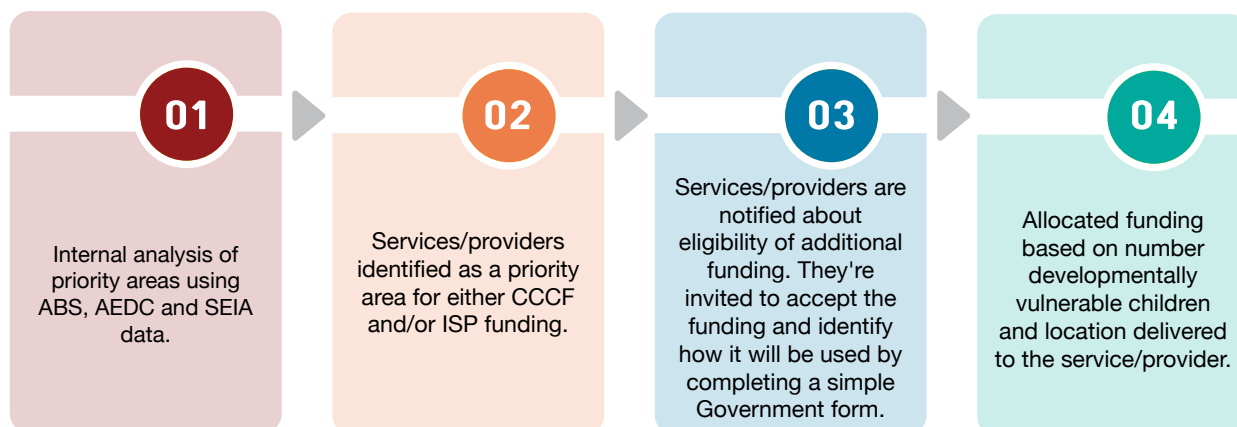 01
Internal analysis of
priority areas using
ABS, AEDC and SEIA
data.
02
Services/providers
identified as a priority
area for either CCCF
and/or ISP funding.
03
Services/providers are
notified about
eligibility of additional
funding. They're
invited to accept the
funding and identify
how it will be used by
completing a simple
Government form.
04
Allocated funding
based on number
developmentally
vulnerable children
and location delivered
to the service/provider.